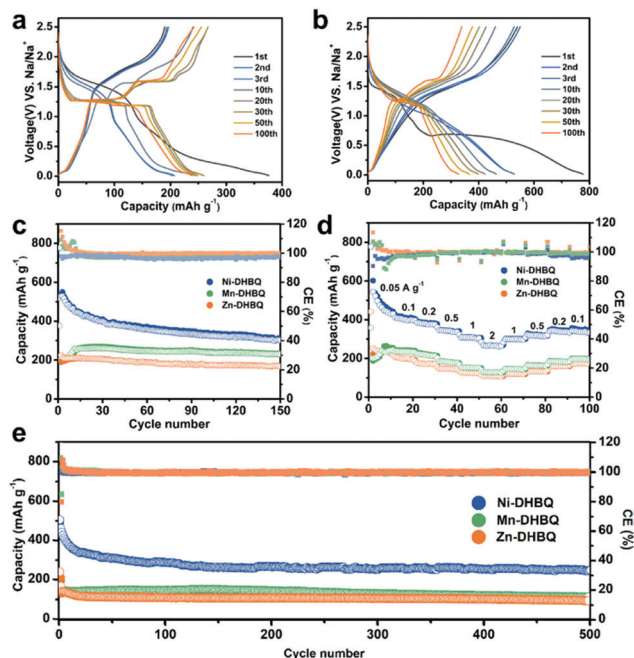 a
Voltage(V) VS. Na/Na⁺
2.5
2.0
1.5
1.0
0.5
0.0
1st
2nd
3rd
10th
20th
30th
50th
100th
0 100 200 300 400
Capacity (mAh g⁻¹)
b
Voltage(V) VS. Na/Na⁺
2.5
2.0
1.5
1.0
0.5
0.0
1st
2nd
3rd
10th
20th
30th
50th
100th
0 200 400 600 800
Capacity (mAh g⁻¹)
c
Capacity (mAh g⁻¹)
800
600
400
200
0
Ni-DHBQ
Mn-DHBQ
Zn-DHBQ
120
100
80
60
40
20
0
CE (%)
0 30 60 90 120 150
Cycle number
d
Capacity (mAh g⁻¹)
800
600
400
200
0
0.05 A g⁻¹
0.1 0.2 0.5 1 2 1 0.5 0.2 0.1
Ni-DHBQ
Mn-DHBQ
Zn-DHBQ
120
100
80
60
40
20
0
CE (%)
0 20 40 60 80 100
Cycle number
e
Capacity (mAh g⁻¹)
800
600
400
200
0
Ni-DHBQ
Mn-DHBQ
Zn-DHBQ
120
100
80
60
40
20
0
CE (%)
0 100 200 300 400 500
Cycle number